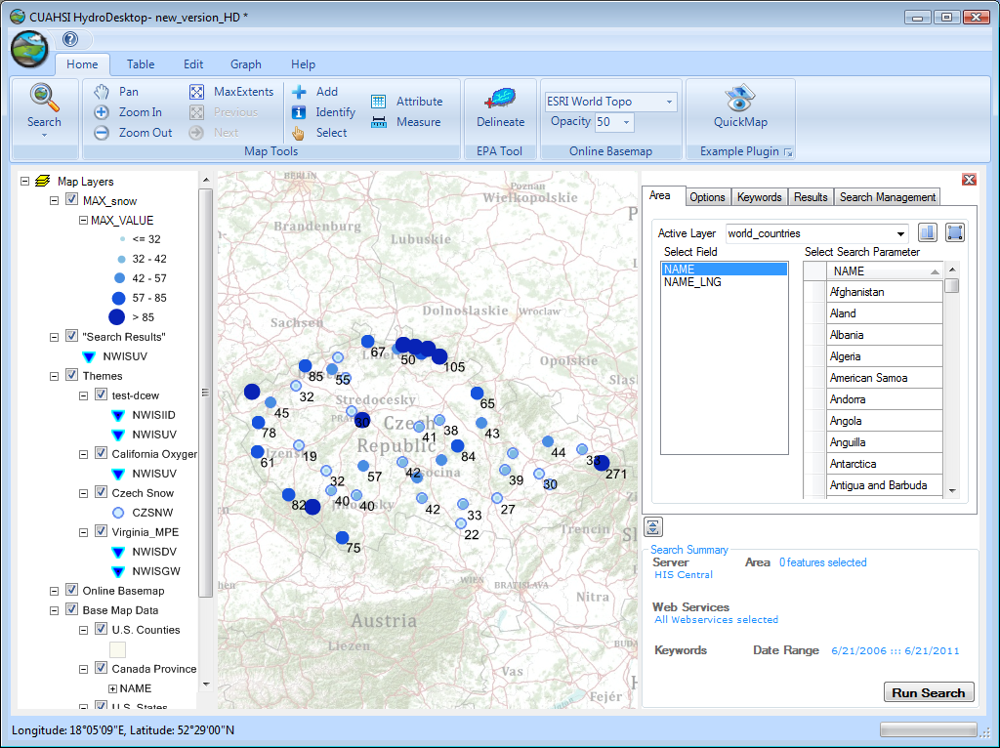 CUAHSI HydroDesktop- new_version_HD *
Home Table Edit Graph Help
Search
Pan
Zoom In
Zoom Out
MaxExtents
Previous
Next
Add
Identify
Select
Attribute
Measure
Map Tools
Delineate
EPA Tool
ESRI World Topo
Opacity 50
Online Basemap
QuickMap
Example Plugin
Map Layers
MAX_snow
MAX_VALUE
<= 32
32 - 42
42 - 57
57 - 85
> 85
"Search Results"
NWISUV
Themes
test-dcew
NWISIID
NWISUV
California Oxyger
NWISUV
Czech Snow
CZSNW
Virginia_MPE
NWISDV
NWISGW
Online Basemap
Base Map Data
U.S. Counties
Canada Province
NAME
U.S. States
BERLIN
Poznan
Wielkopolskie
Brandenburg
Lubuskie
Dolnoslaskie Wroclaw
Sachsen
Opolskie
67
50
105
85
55
32
Stredocesky
65
45
30
Czech
Republic
78
41
38
43
61
19
84
44
33
271
57
42
32
39
30
82
40
40
42
33
27
22
75
Trencin
WIEN
BRATISLAVA
Nitra
Austria
Liezen
Vas
Fejér
Area Options Keywords Results Search Management
Active Layer world_countries
Select Field
NAME
NAME_LNG
Select Search Parameter
NAME
Afghanistan
Aland
Albania
Algeria
American Samoa
Andorra
Angola
Anguilla
Antarctica
Antigua and Barbuda
Search Summary
Server Area 0 features selected
HIS Central
Web Services
All Webservices selected
Keywords Date Range 6/21/2006 ::: 6/21/2011
Run Search
Longitude: 18°05'09"E, Latitude: 52°29'00"N